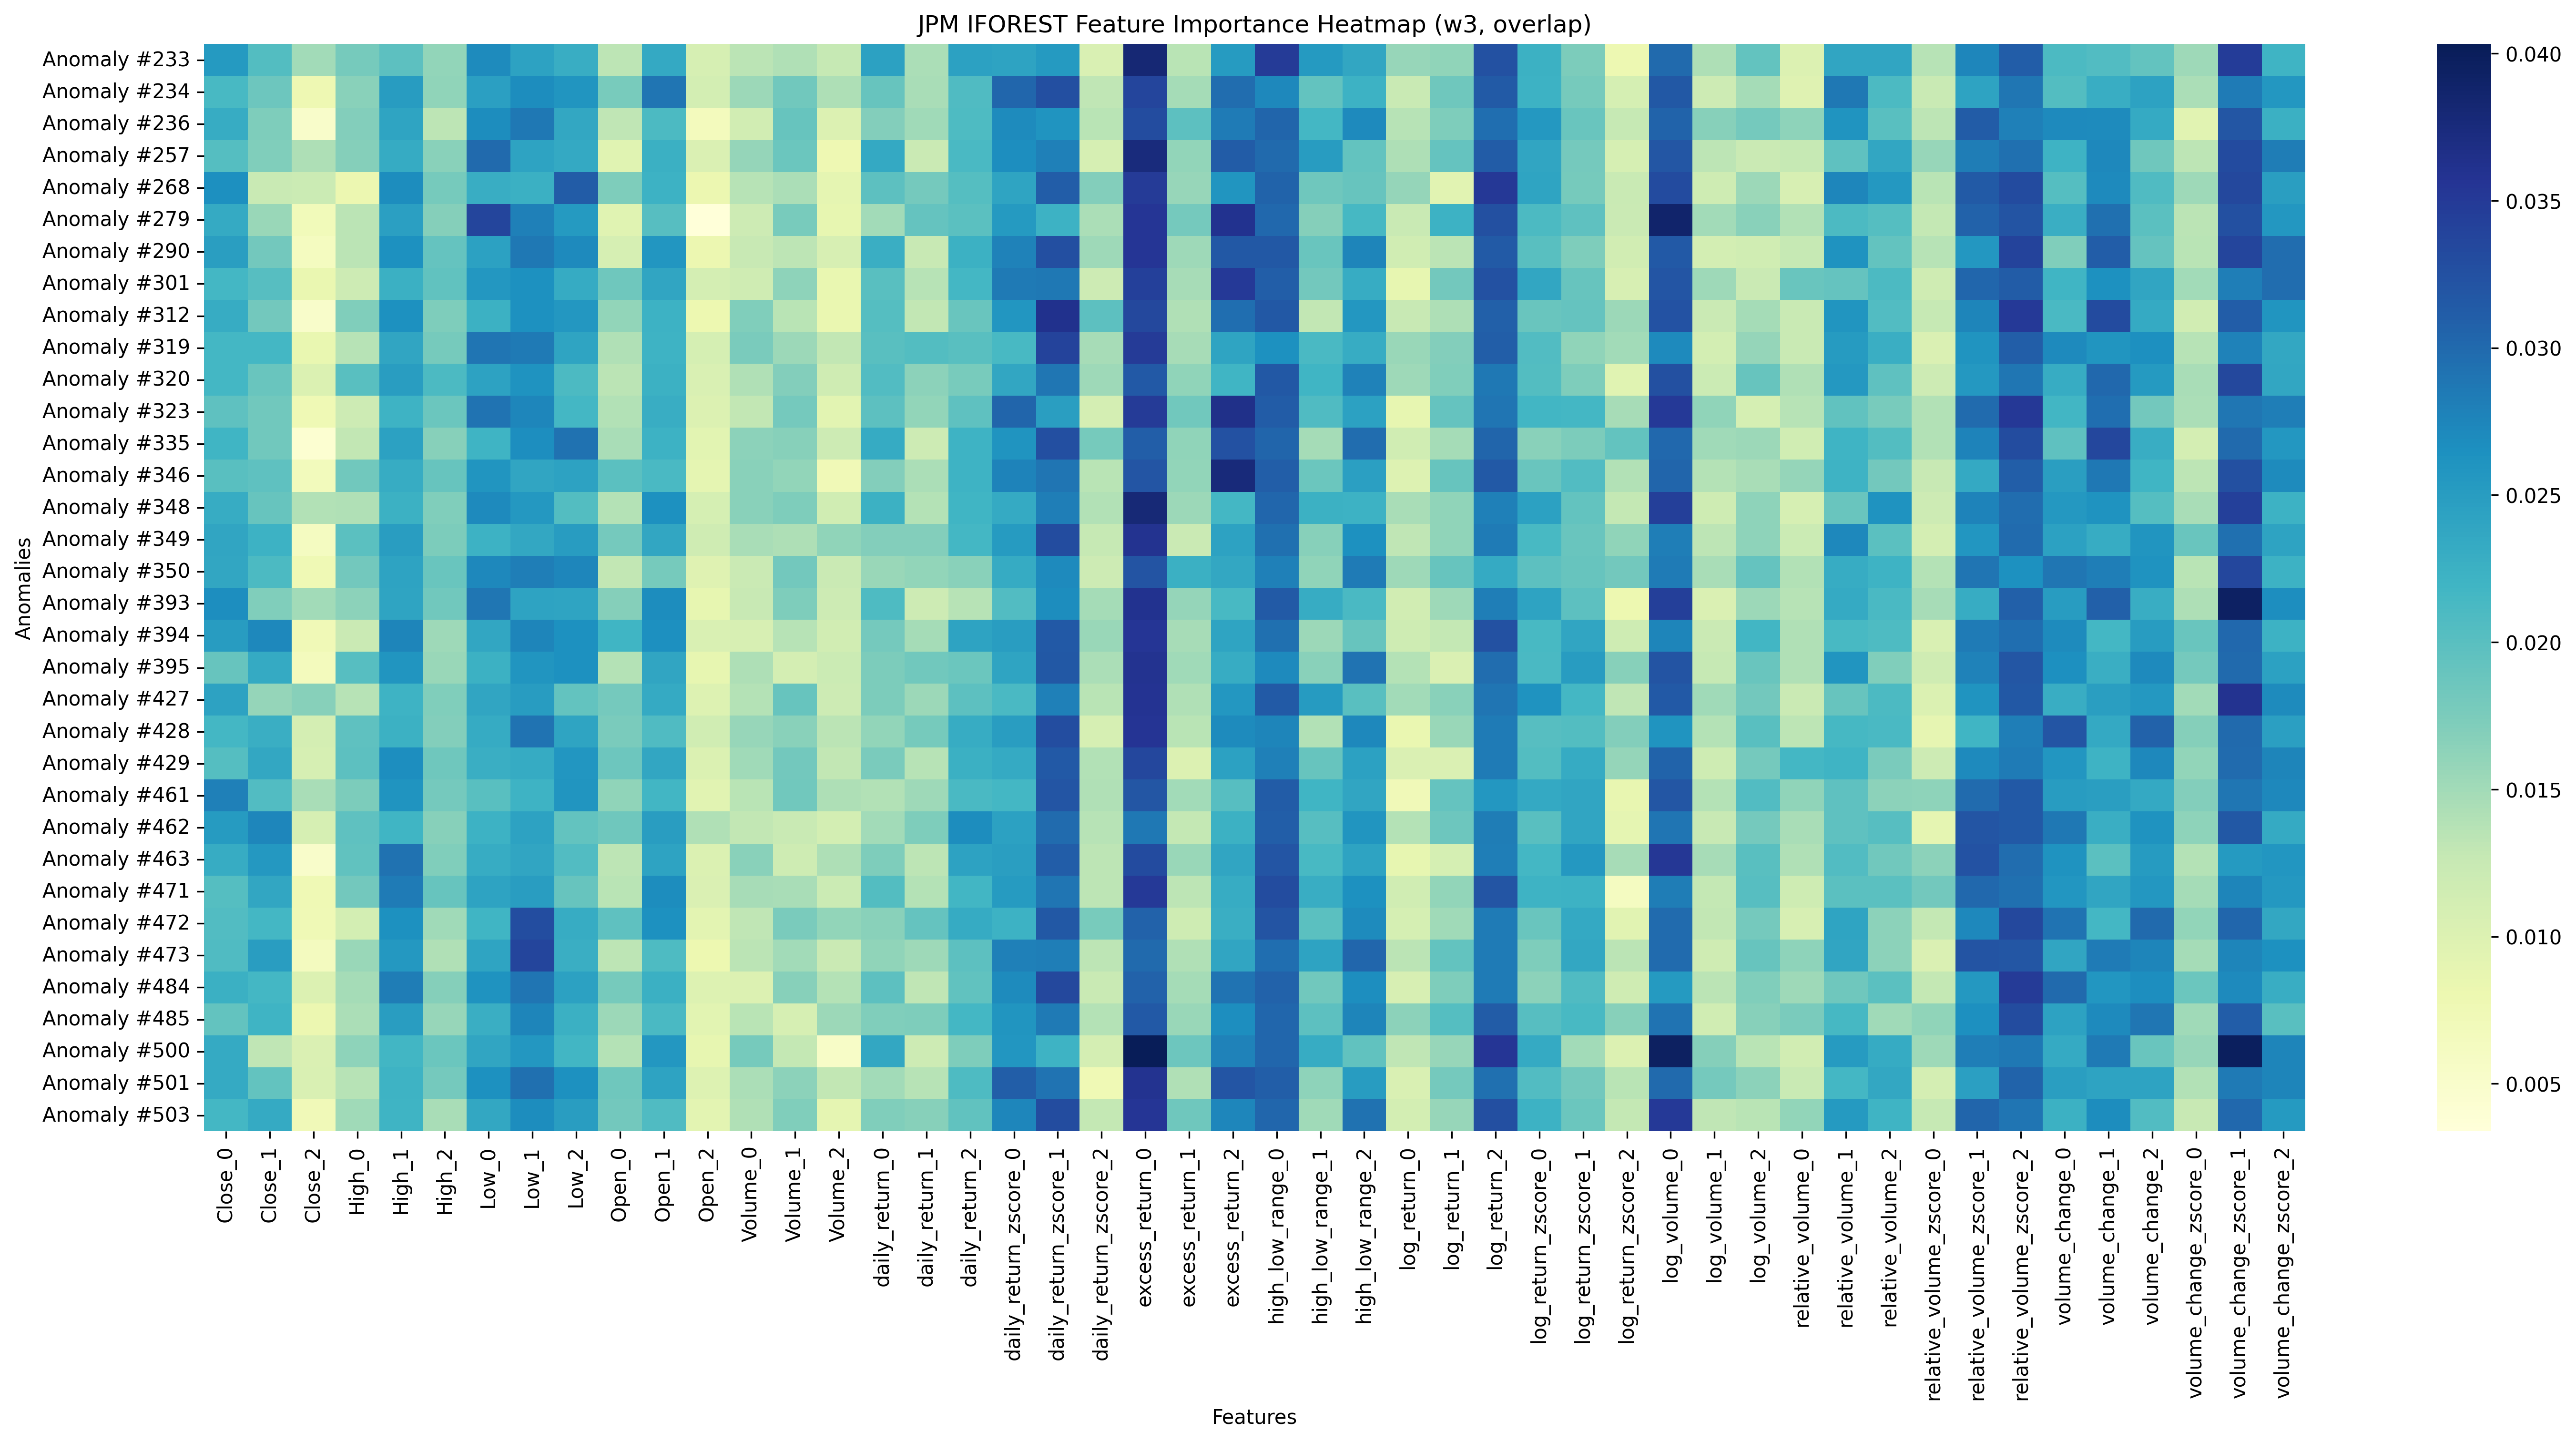 JPM IFOREST Feature Importance Heatmap (w3, overlap)
Anomalies
Anomaly #233
Anomaly #234
Anomaly #236
Anomaly #257
Anomaly #268
Anomaly #279
Anomaly #290
Anomaly #301
Anomaly #312
Anomaly #319
Anomaly #320
Anomaly #323
Anomaly #335
Anomaly #346
Anomaly #348
Anomaly #349
Anomaly #350
Anomaly #393
Anomaly #394
Anomaly #395
Anomaly #427
Anomaly #428
Anomaly #429
Anomaly #461
Anomaly #462
Anomaly #463
Anomaly #471
Anomaly #472
Anomaly #473
Anomaly #484
Anomaly #485
Anomaly #500
Anomaly #501
Anomaly #503
Close_0
Close_1
Close_2
High_0
High_1
High_2
Low_0
Low_1
Low_2
Open_0
Open_1
Open_2
Volume_0
Volume_1
Volume_2
daily_return_0
daily_return_1
daily_return_2
daily_return_zscore_0
daily_return_zscore_1
daily_return_zscore_2
excess_return_0
excess_return_1
excess_return_2
high_low_range_0
high_low_range_1
high_low_range_2
log_return_0
log_return_1
log_return_2
log_return_zscore_0
log_return_zscore_1
log_return_zscore_2
log_volume_0
log_volume_1
log_volume_2
relative_volume_0
relative_volume_1
relative_volume_2
relative_volume_zscore_0
relative_volume_zscore_1
relative_volume_zscore_2
volume_change_0
volume_change_1
volume_change_2
volume_change_zscore_0
volume_change_zscore_1
volume_change_zscore_2
Features
0.040
0.035
0.030
0.025
0.020
0.015
0.010
0.005